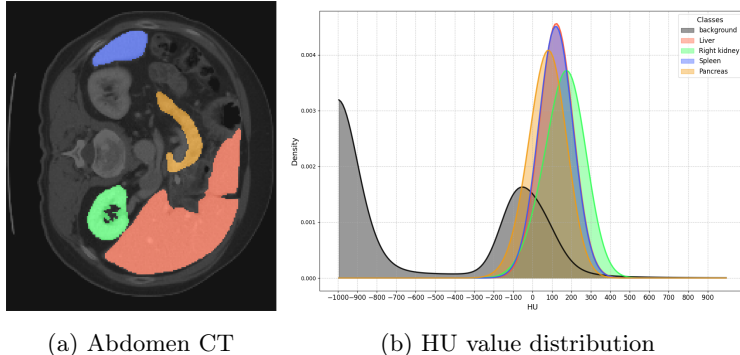 Classes
background
Liver
Right kidney
Spleen
Pancreas
0.004
0.003
0.002
0.001
0.000
Density
-1000 -900 -800 -700 -600 -500 -400 -300 -200 -100 0 100 200 300 400 500 600 700 800 900
HU
(a) Abdomen CT
(b) HU value distribution